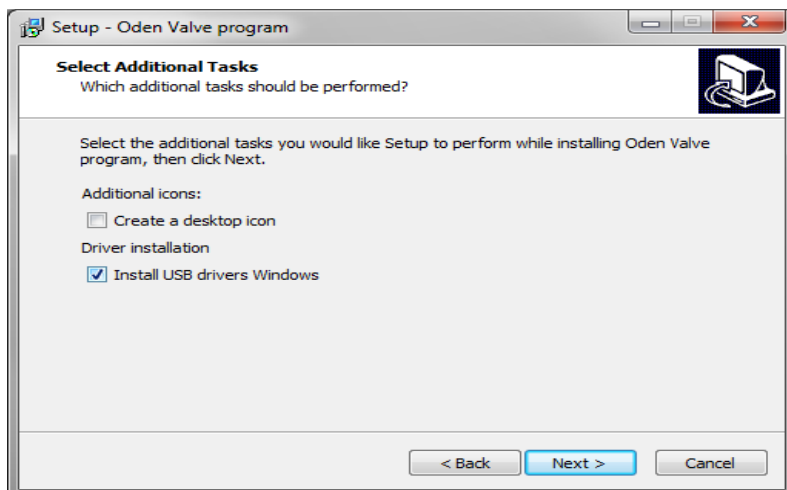 Setup - Oden Valve program
Select Additional Tasks
Which additional tasks should be performed?
Select the additional tasks you would like Setup to perform while installing Oden Valve
program, then click Next.
Additional icons:
Create a desktop icon
Driver installation
Install USB drivers Windows
< Back
Next >
Cancel